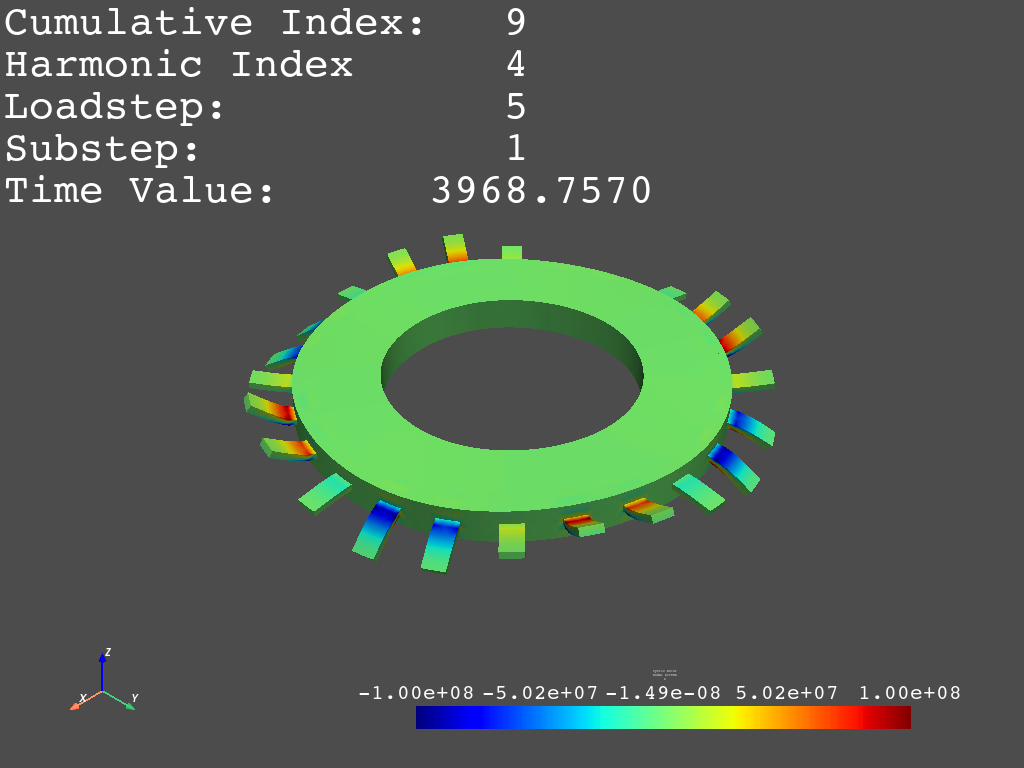 Cumulative Index: 9
Harmonic Index 4
Loadstep: 5
Substep: 1
Time Value: 3968.7570
Z
X Y
-1.00e+08 -5.02e+07 -1.49e-08 5.02e+07 1.00e+08